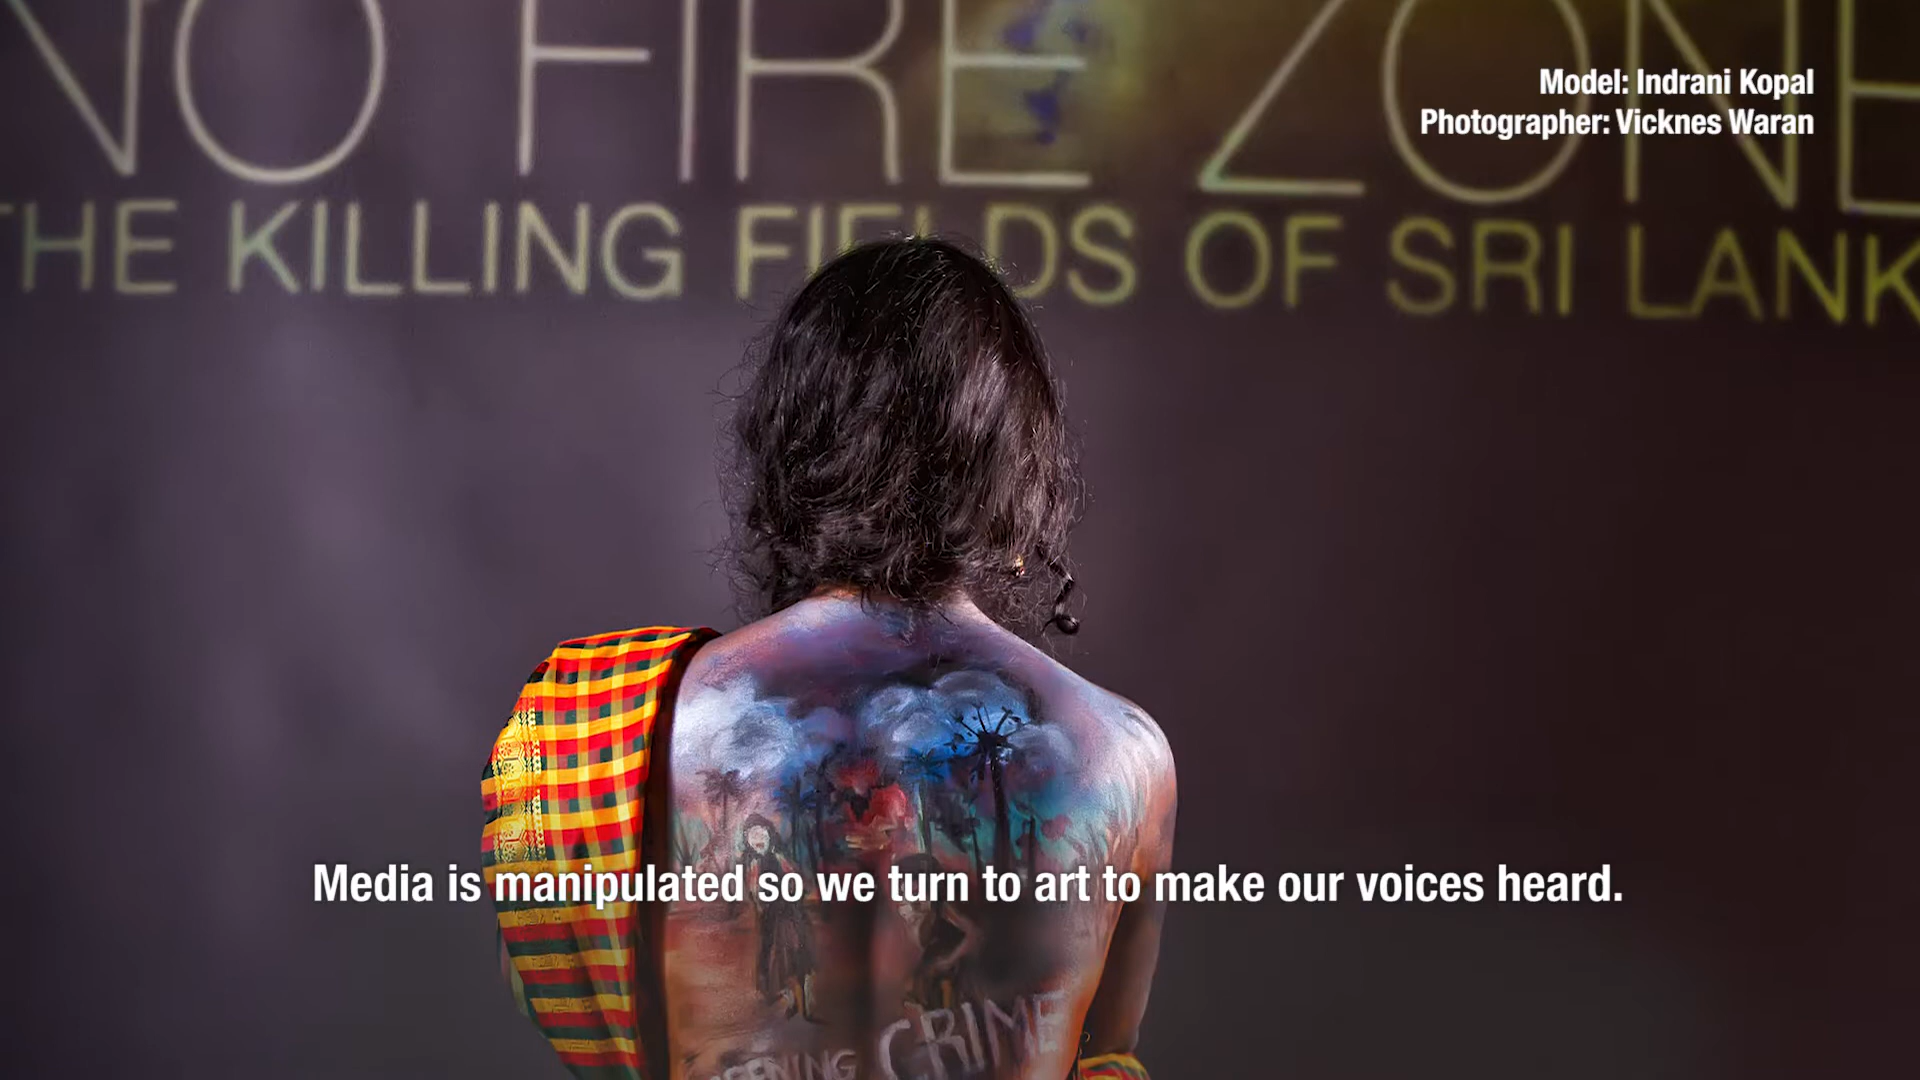 NO FIRE ZONE
THE KILLING FIELDS OF SRI LANK
Model: Indrani Kopal
Photographer: Vicknes Waran
Media is manipulated so we turn to art to make our voices heard.
CRIME